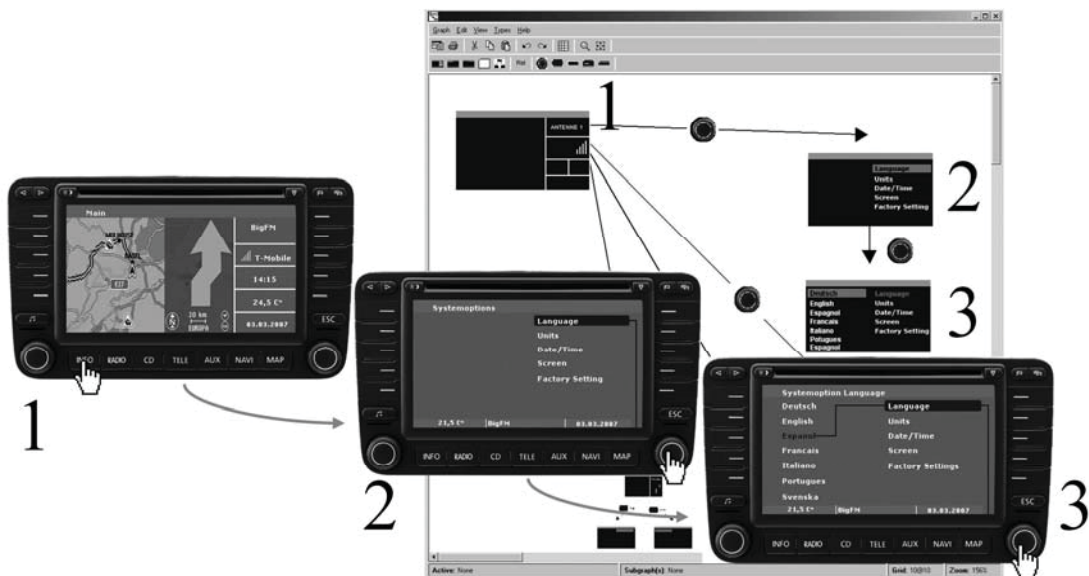 Graph Edit View Types Help
ANTENNE 1
1
Language
Units
Date/Time
Screen
Factory Setting
2
Deutsch
English
Espagnol
Francais
Italiano
Potugues
Espagnol
Language
Units
Date/Time
Screen
Factory Setting
3
Main
BigFM
T-Mobile
14:15
24,5 C°
03.03.2007
20 km
EUROPA
ESC
INFO RADIO CD TELE AUX NAVI MAP
1
Systemoptions
Language
Units
Date/Time
Screen
Factory Setting
21,5 C° BigFM 03.03.2007
ESC
INFO RADIO CD TELE AUX NAVI MAP
2
Systemoption Language
Deutsch
English
Espanol
Francais
Italiano
Portugues
Svenska
Language
Units
Date/Time
Screen
Factory Settings
21,5 C° BigFM 03.03.2007
ESC
INFO RADIO CD TELE AUX NAVI MAP
3
Active: None Subgraph(s): None Grid: 10@10 Zoom: 156%